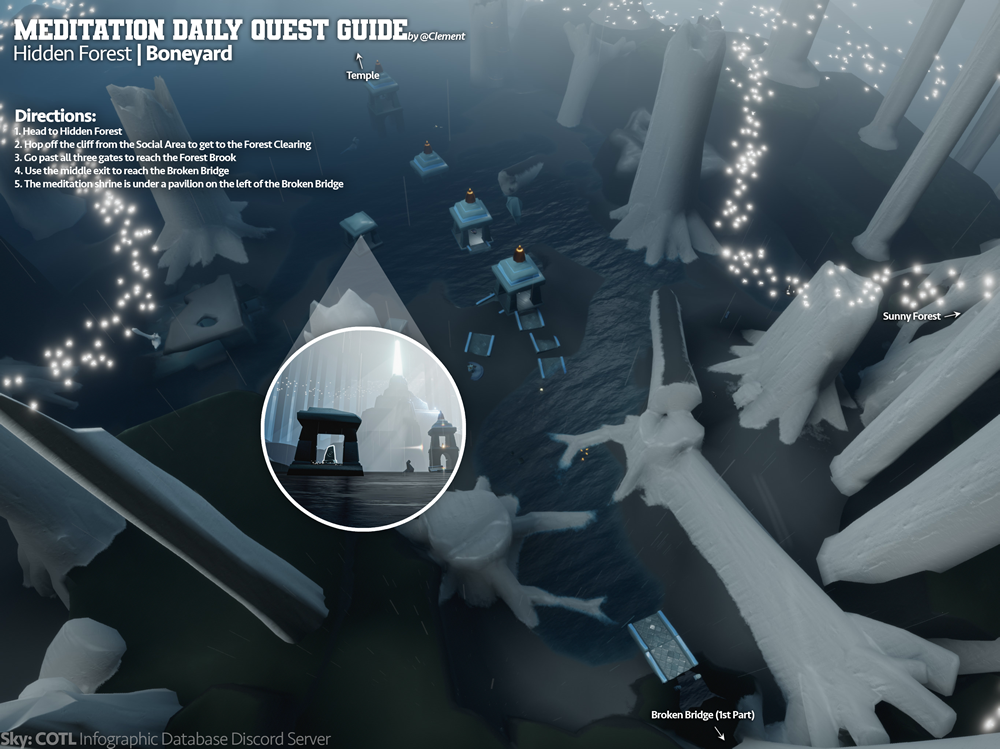 MEDITATION DAILY QUEST GUIDE by @Clement
Hidden Forest | Boneyard
Temple
Directions:
1. Head to Hidden Forest
2. Hop off the cliff from the Social Area to get to the Forest Clearing
3. Go past all three gates to reach the Forest Brook
4. Use the middle exit to reach the Broken Bridge
5. The meditation shrine is under a pavilion on the left of the Broken Bridge
Sunny Forest
Broken Bridge (1st Part)
Sky: COTL Infographic Database Discord Server